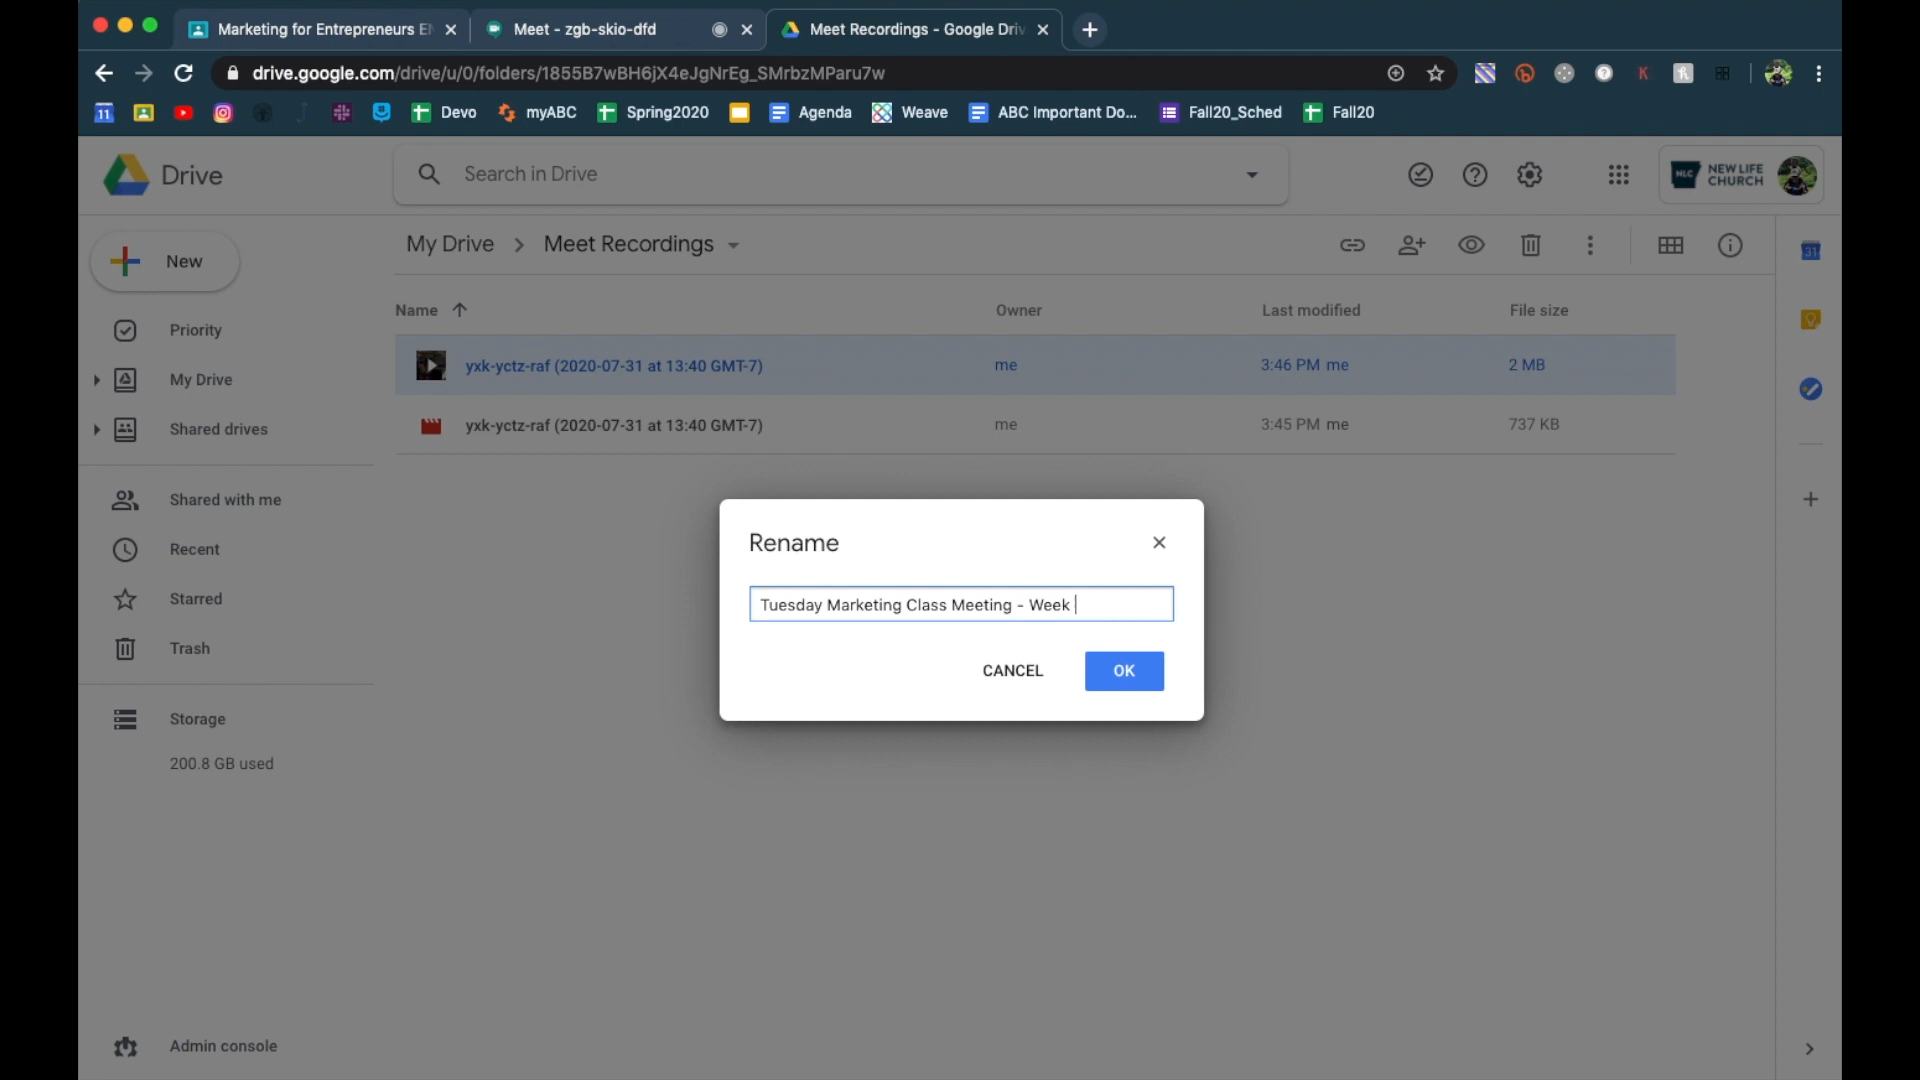 Marketing for Entrepreneurs
Meet - zgb-skio-dfd
Meet Recordings - Google Driv
drive.google.com/drive/u/0/folders/1855B7wBH6jX4eJgNrEg_SMrbzMParu7w
Devo
myABC
Spring2020
Agenda
Weave
ABC Important Do...
Fall20_Sched
Fall20
Drive
Search in Drive
NLC
NEW LIFE
CHURCH
New
My Drive
Meet Recordings
Name
Owner
Last modified
File size
Priority
yxk-yctz-raf (2020-07-31 at 13:40 GMT-7)
me
3:46 PM me
2 MB
My Drive
yxk-yctz-raf (2020-07-31 at 13:40 GMT-7)
me
3:45 PM me
737 KB
Shared drives
Shared with me
Recent
Starred
Trash
Storage
200.8 GB used
Admin console
Rename
Tuesday Marketing Class Meeting - Week
CANCEL
OK
31
11
K